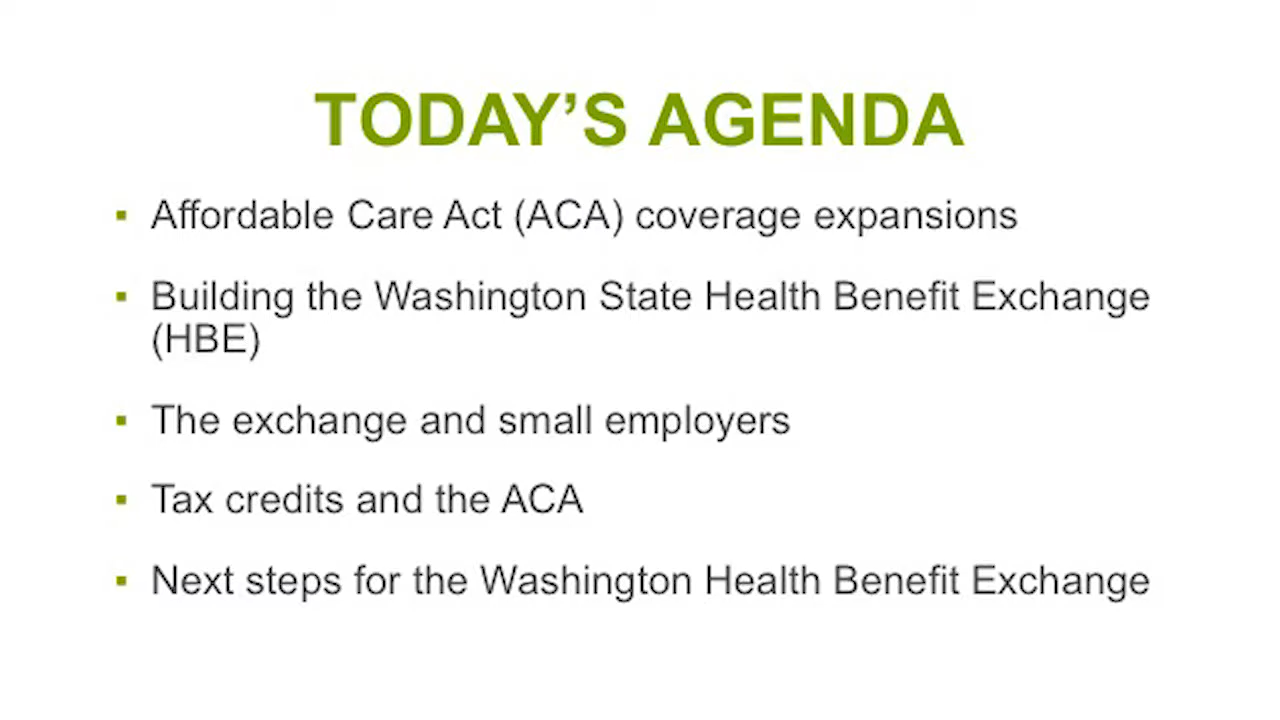 TODAY’S AGENDA
▪ Affordable Care Act (ACA) coverage expansions
▪ Building the Washington State Health Benefit Exchange
(HBE)
▪ The exchange and small employers
▪ Tax credits and the ACA
▪ Next steps for the Washington Health Benefit Exchange